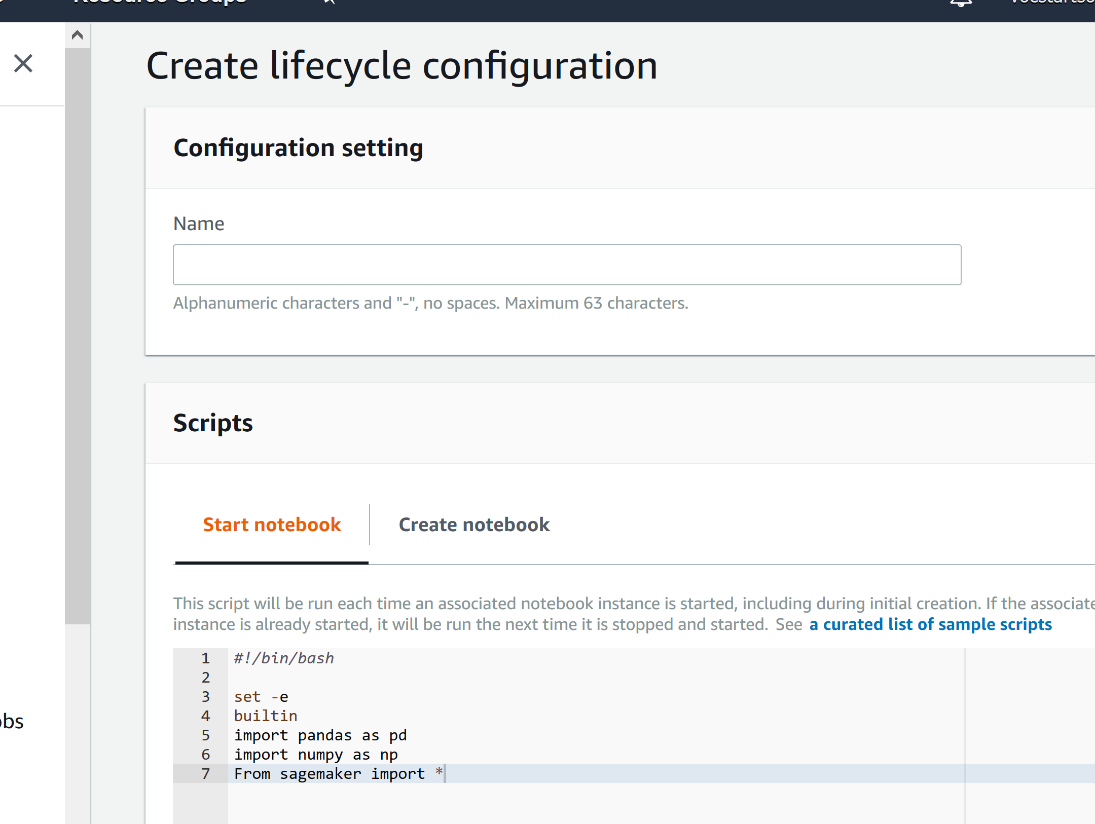 Resource Groups
Create lifecycle configuration
Configuration setting
Name
Alphanumeric characters and "-", no spaces. Maximum 63 characters.
Scripts
Start notebook
Create notebook
This script will be run each time an associated notebook instance is started, including during initial creation. If the associate
instance is already started, it will be run the next time it is stopped and started. See a curated list of sample scripts
1 #!/bin/bash
2
3 set -e
4 builtin
5 import pandas as pd
6 import numpy as np
7 From sagemaker import *
obs